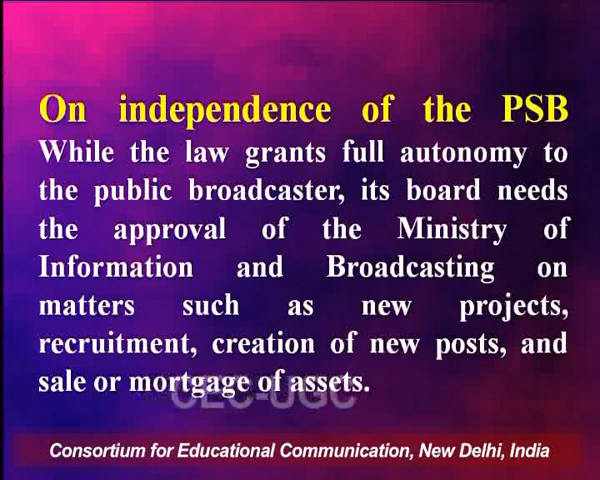 On independence of the PSB
While the law grants full autonomy to
the public broadcaster, its board needs
the approval of the Ministry of
Information and Broadcasting on
matters such as new projects,
recruitment, creation of new posts, and
sale or mortgage of assets.
CEC-UGC
Consortium for Educational Communication, New Delhi, India